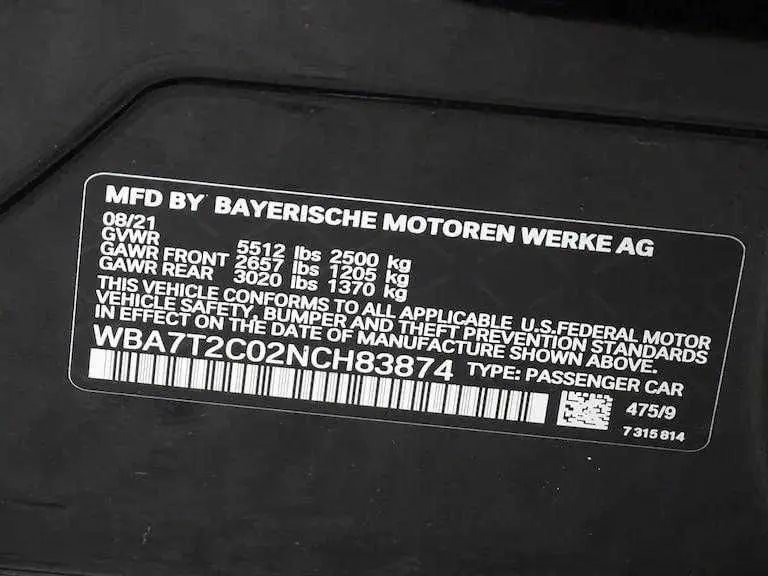 MFD BY BAYERISCHE MOTOREN WERKE AG
08/21
GVWR 5512 lbs 2500 kg
GAWR FRONT 2657 lbs 1205 kg
GAWR REAR 3020 lbs 1370 kg
THIS VEHICLE CONFORMS TO ALL APPLICABLE U.S.FEDERAL MOTOR
VEHICLE SAFETY, BUMPER AND THEFT PREVENTION STANDARDS
IN EFFECT ON THE DATE OF MANUFACTURE SHOWN ABOVE.
WBA7T2C02NCH83874 TYPE: PASSENGER CAR
475/9
7 315 814